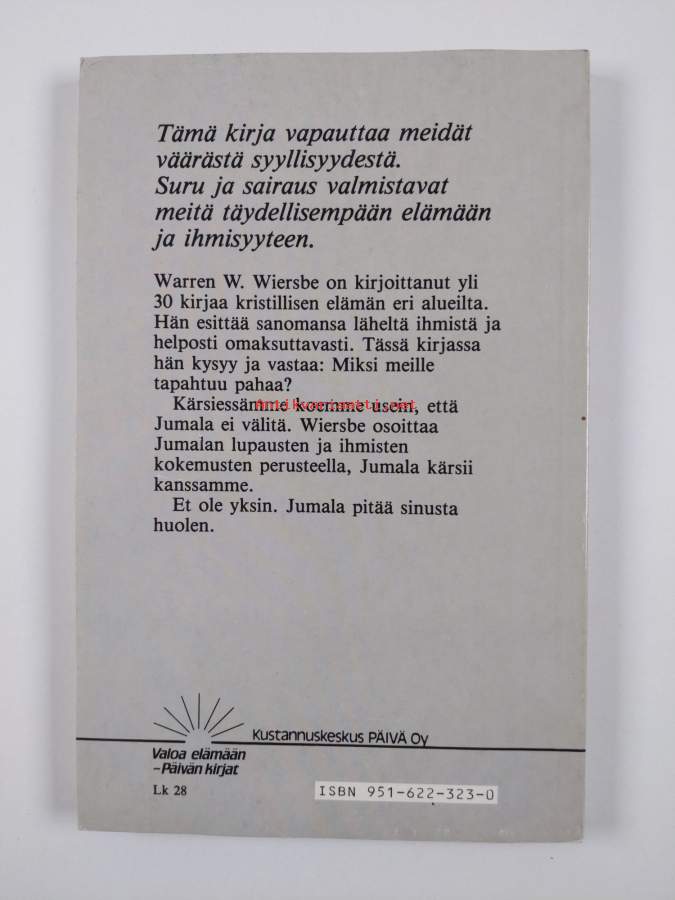 Tämä kirja vapauttaa meidät
väärästä syyllisyydestä.
Suru ja sairaus valmistavat
meitä täydellisempään elämään
ja ihmisyyteen.
Warren W. Wiersbe on kirjoittanut yli
30 kirjaa kristillisen elämän eri alueilta.
Hän esittää sanomansa läheltä ihmistä ja
helposti omaksuttavasti. Tässä kirjassa
hän kysyy ja vastaa: Miksi meille
tapahtuu pahaa?
Kärsiessämme koemme usein, että
Antikvariaatti.net
Jumala ei välitä. Wiersbe osoittaa
Jumalan lupausten ja ihmisten
kokemusten perusteella, Jumala kärsii
kanssamme.
Et ole yksin. Jumala pitää sinusta
huolen.
Kustannuskeskus PÄIVÄ Oy
Valoa elämään
–Päivän kirjat
Lk 28
ISBN 951-622-323-0